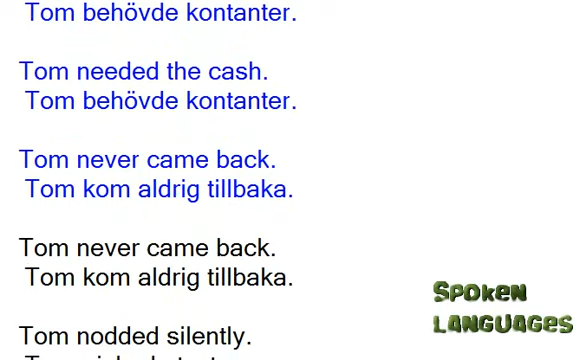 Tom behövde kontanter.
Tom needed the cash.
Tom behövde kontanter.
Tom never came back.
Tom kom aldrig tillbaka.
Tom never came back.
Tom kom aldrig tillbaka.
Tom nodded silently.
Tom
SPOKEN
LANGUAGES